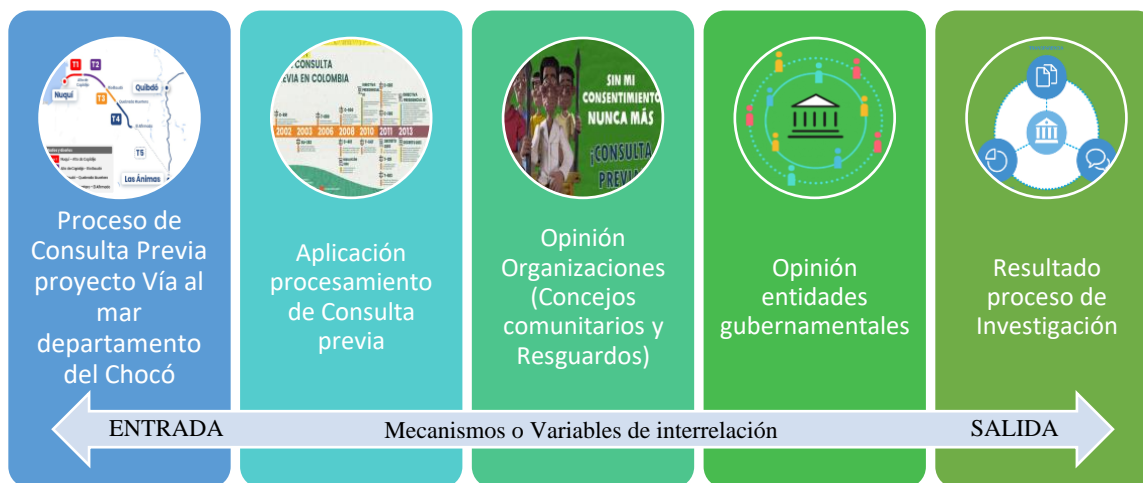 T1
T2
Nuquí
Quibdó
T3
T4
T5
Las Ánimas
CONSULTA
PREVIA EN COLOMBIA
2002
2003
2006
2008
2010
2011
2013
SIN MI
CONSENTIMIENTO
NUNCA MÁS
¡CONSULTA
PREVIA
Proceso de
Consulta Previa
proyecto Vía al
mar
departamento
del Chocó
Aplicación
procesamiento
de Consulta
previa
Opinión
Organizaciones
(Concejos
comunitarios y
Resguardos)
Opinión
entidades
gubernamentales
Resultado
proceso de
Investigación
ENTRADA
Mecanismos o Variables de interrelación
SALIDA